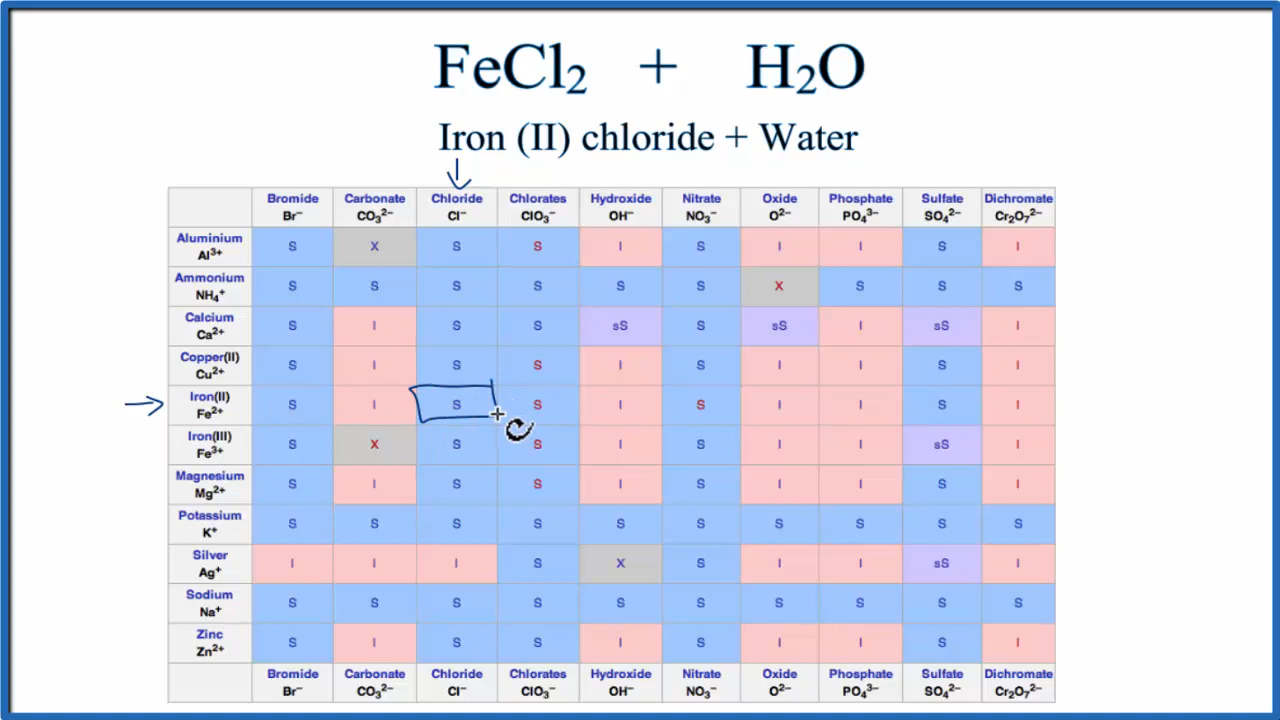 FeCl₂ + H₂O
Iron (II) chloride + Water
Bromide Carbonate Chloride Chlorates Hydroxide Nitrate Oxide Phosphate Sulfate Dichromate
Br⁻ CO₃²⁻ Cl⁻ ClO₃⁻ OH⁻ NO₃⁻ O²⁻ PO₄³⁻ SO₄²⁻ Cr₂O₇²⁻
Aluminium
Al³⁺ S X S S I S I I S I
Ammonium
NH₄⁺ S S S S S S X S S S
Calcium
Ca²⁺ S I S S sS S sS I sS I
Copper(II)
Cu²⁺ S I S S I S I I S I
Iron(II)
Fe²⁺ S I S S I S I I S I
Iron(III)
Fe³⁺ S X S S I S I I sS I
Magnesium
Mg²⁺ S I S S I S I I S I
Potassium
K⁺ S S S S S S S S S S
Silver
Ag⁺ I I I S X S I I sS I
Sodium
Na⁺ S S S S S S S S S S
Zinc
Zn²⁺ S I S S I S I I S I
Bromide Carbonate Chloride Chlorates Hydroxide Nitrate Oxide Phosphate Sulfate Dichromate
Br⁻ CO₃²⁻ Cl⁻ ClO₃⁻ OH⁻ NO₃⁻ O²⁻ PO₄³⁻ SO₄²⁻ Cr₂O₇²⁻